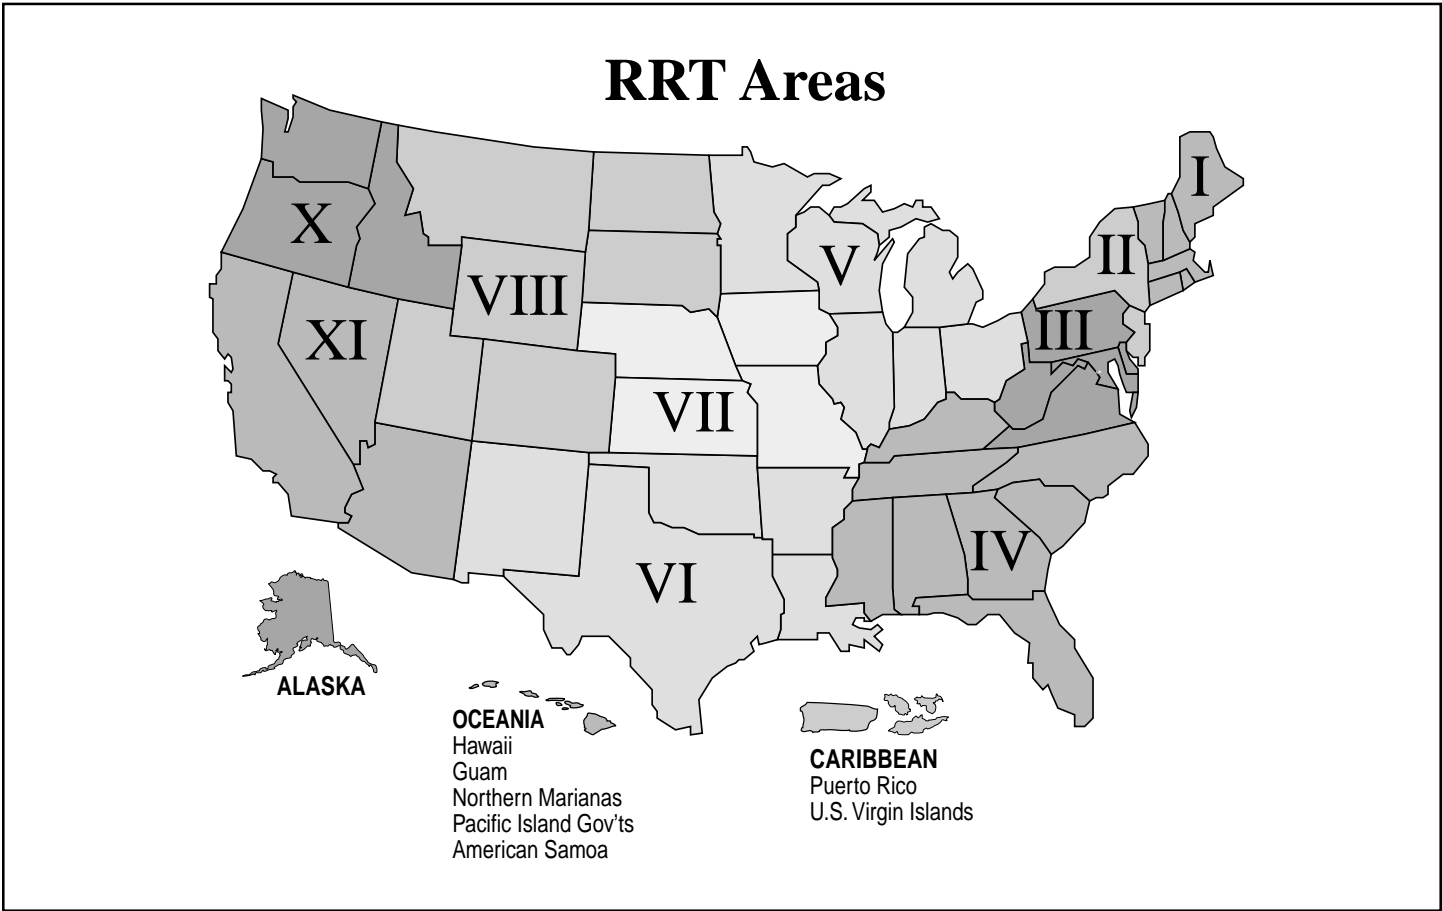 RRT Areas
I
X
II
V
VIII
III
XI
VII
IV
VI
ALASKA
OCEANIA
Hawaii
Guam
Northern Marianas
Pacific Island Gov'ts
American Samoa
CARIBBEAN
Puerto Rico
U.S. Virgin Islands